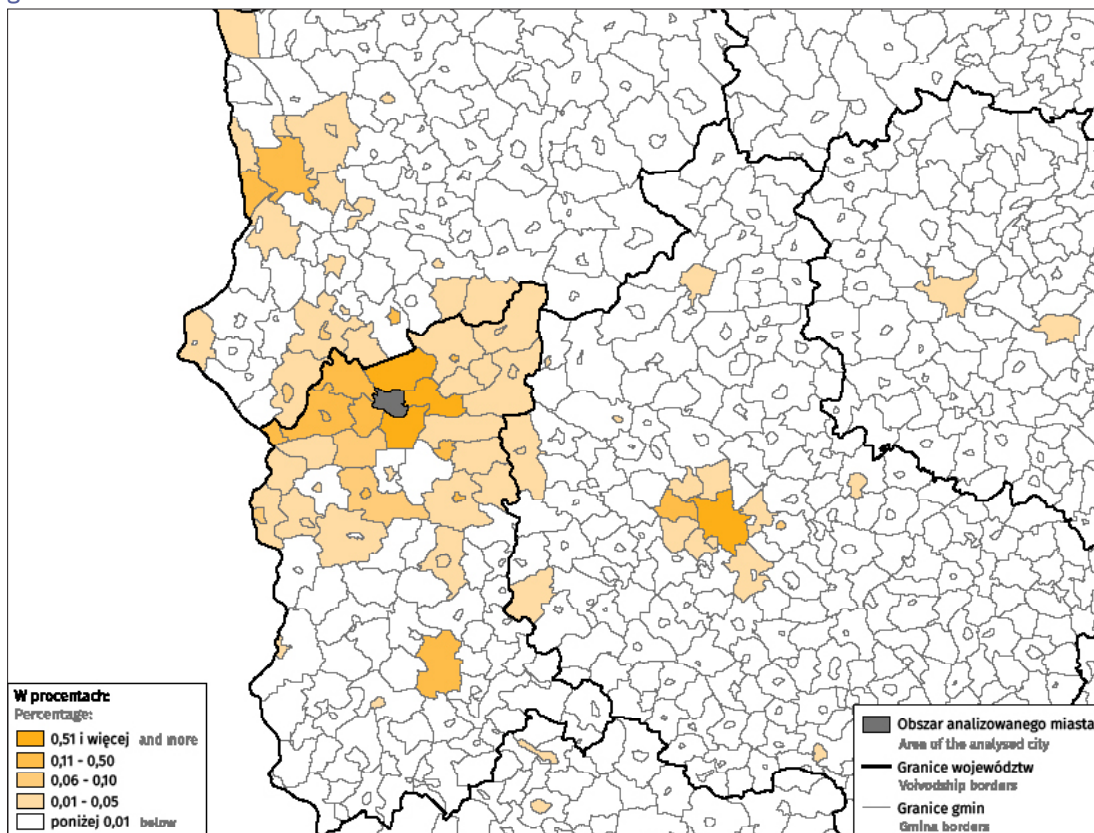 W procentach:
Percentage:
0,51 i więcej and more
0,11 - 0,50
0,06 - 0,10
0,01 - 0,05
poniżej 0,01 below
Obszar analizowanego miasta
Area of the analysed city
Granice województw
Voivodship borders
Granice gmin
Gmina borders